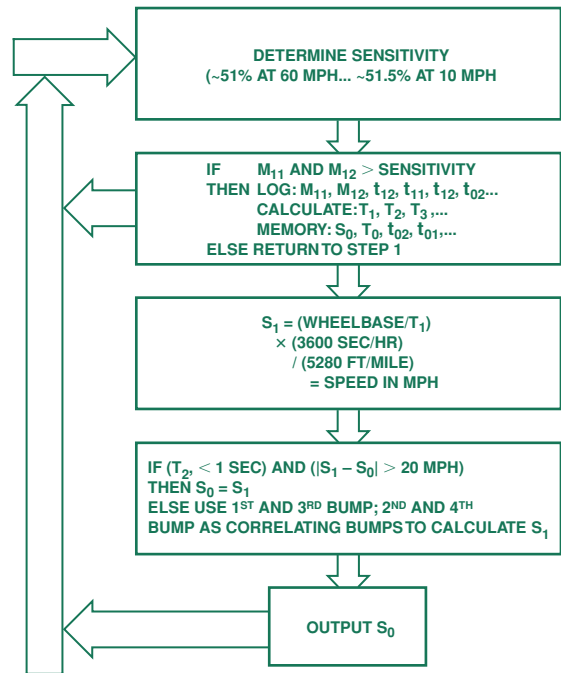 DETERMINE SENSITIVITY
(~51% AT 60 MPH... ~51.5% AT 10 MPH
IF M₁₁ AND M₁₂ > SENSITIVITY
THEN LOG: M₁₁, M₁₂, t₁₂, t₁₁, t₁₂, t₀₂...
CALCULATE: T₁, T₂, T₃,...
MEMORY: S₀, T₀, t₀₂, t₀₁,...
ELSE RETURN TO STEP 1
S₁ = (WHEELBASE/T₁)
× (3600 SEC/HR)
/ (5280 FT/MILE)
= SPEED IN MPH
IF (T₂, < 1 SEC) AND (|S₁ – S₀| > 20 MPH)
THEN S₀ = S₁
ELSE USE 1ˢᵀ AND 3ᴿᴰ BUMP; 2ᴺᴰ AND 4ᵀᴴ
BUMP AS CORRELATING BUMPS TO CALCULATE S₁
OUTPUT S₀